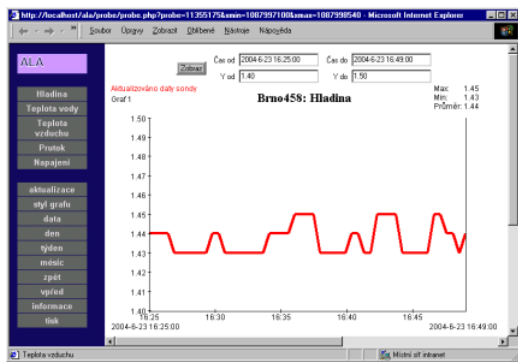 http://localhost/ala/probe/probe.php?probe=11355175&xmin=1087997100&xmax=1087998540 - Microsoft Internet Explorer
Soubor Úpravy Zobrazit Oblíbené Nástroje Nápověda
ALA
Zobraz
Čas od 2004-6-23 16:25:00 Čas do 2004-6-23 16:49:00
Y od 1.40 Y do 1.50
Aktualizováno daty sondy
Graf 1
Brno458: Hladina
Max: 1.45
Min: 1.43
Průměr: 1.44
Hladina
Teplota vody
Teplota
vzduchu
Průtok
Napajení
aktualizace
styl grafu
data
den
týden
měsíc
zpět
vpřed
informace
tisk
1.50
1.49
1.48
1.47
1.46
1.45
1.44
1.43
1.42
1.41
1.40
16:25 16:30 16:35 16:40 16:45
2004-6-23 16:25:00 2004-6-23 16:49:00
Teplota vzduchu Místní síť intranet